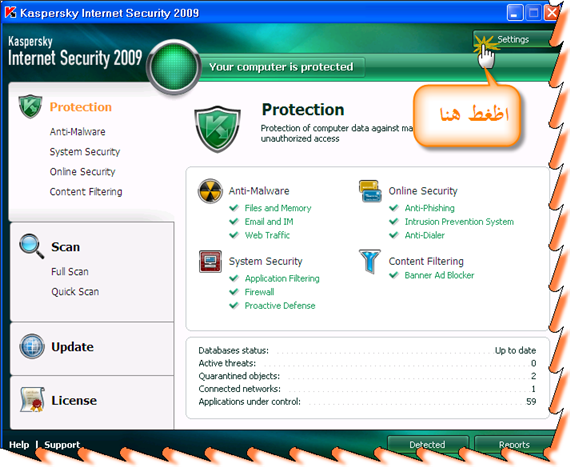 Kaspersky Internet Security 2009
Kaspersky
Internet Security 2009
Settings
Your computer is protected
اظغط هنا
Protection
Anti-Malware
System Security
Online Security
Content Filtering
Scan
Full Scan
Quick Scan
Update
License
Protection
Protection of computer data against
unauthorized access
Anti-Malware
Files and Memory
Email and IM
Web Traffic
Online Security
Anti-Phishing
Intrusion Prevention System
Anti-Dialer
System Security
Application Filtering
Firewall
Proactive Defense
Content Filtering
Banner Ad Blocker
Databases status: Up to date
Active threats: 0
Quarantined objects: 2
Connected networks: 1
Applications under control: 59
Help | Support
Detected
Reports